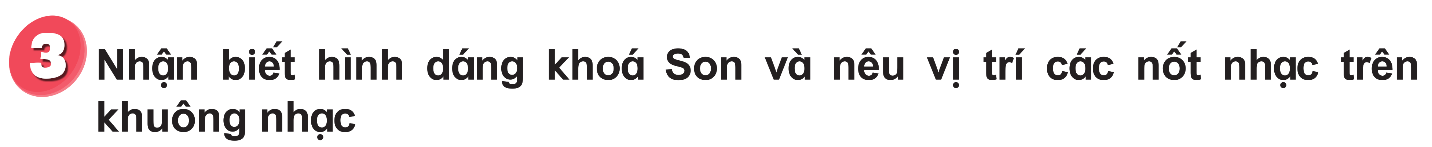 3 Nhận biết hình dáng khoá Son và nêu vị trí các nốt nhạc trên
khuông nhạc